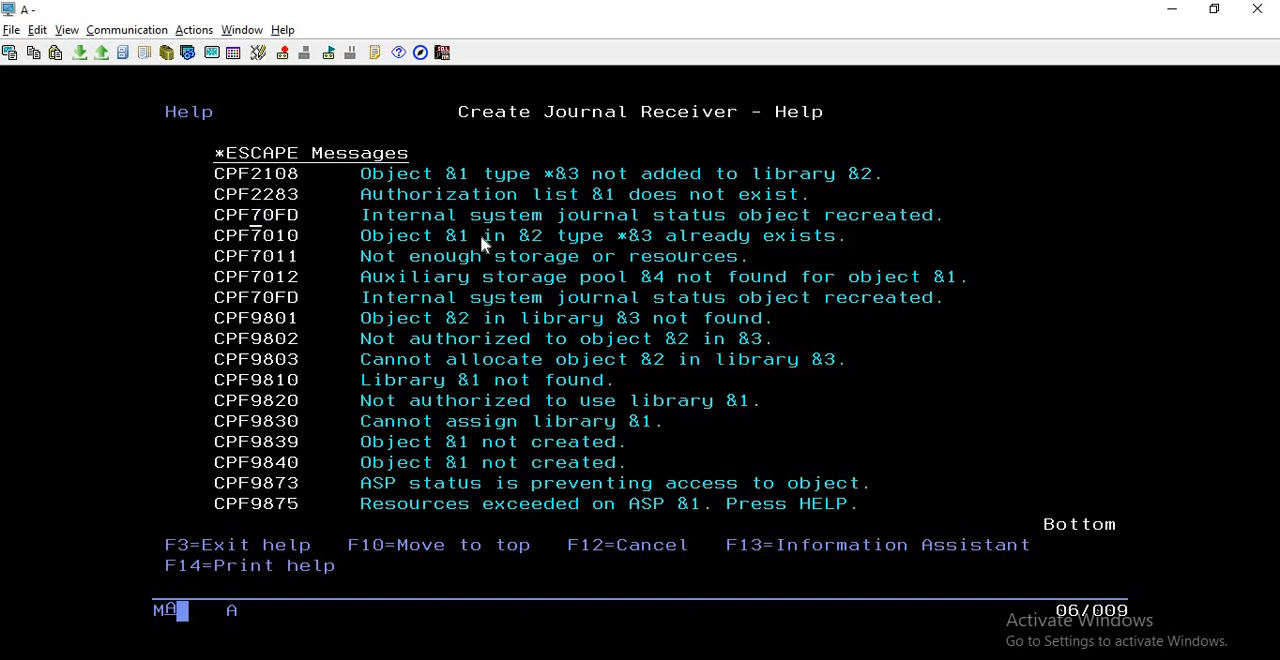 A -
File Edit View Communication Actions Window Help
Help Create Journal Receiver - Help
*ESCAPE Messages
CPF2108 Object &1 type *&3 not added to library &2.
CPF2283 Authorization list &1 does not exist.
CPF70FD Internal system journal status object recreated.
CPF7010 Object &1 in &2 type *&3 already exists.
CPF7011 Not enough storage or resources.
CPF7012 Auxiliary storage pool &4 not found for object &1.
CPF70FD Internal system journal status object recreated.
CPF9801 Object &2 in library &3 not found.
CPF9802 Not authorized to object &2 in &3.
CPF9803 Cannot allocate object &2 in library &3.
CPF9810 Library &1 not found.
CPF9820 Not authorized to use library &1.
CPF9830 Cannot assign library &1.
CPF9839 Object &1 not created.
CPF9840 Object &1 not created.
CPF9873 ASP status is preventing access to object.
CPF9875 Resources exceeded on ASP &1. Press HELP.
Bottom
F3=Exit help F10=Move to top F12=Cancel F13=Information Assistant
F14=Print help
MA A 06/009
Activate Windows
Go to Settings to activate Windows.